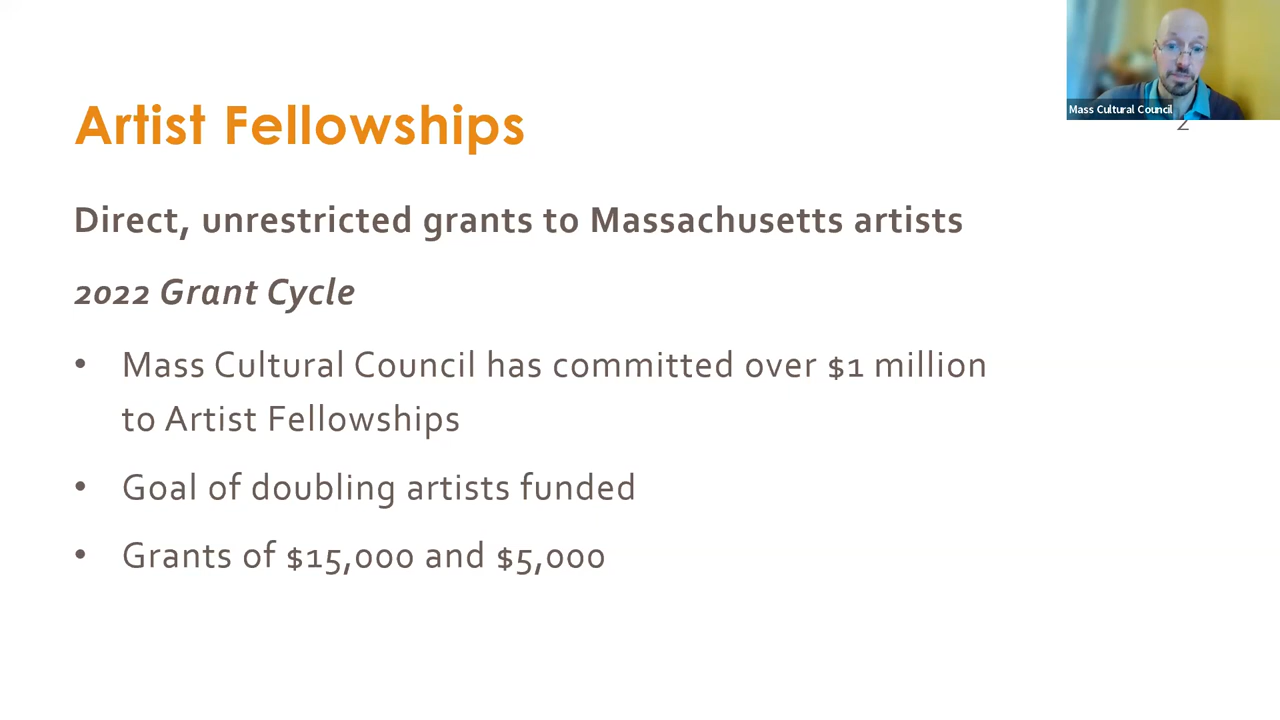 Artist Fellowships
Mass Cultural Council
2
Direct, unrestricted grants to Massachusetts artists
2022 Grant Cycle
• Mass Cultural Council has committed over $1 million
to Artist Fellowships
• Goal of doubling artists funded
• Grants of $15,000 and $5,000